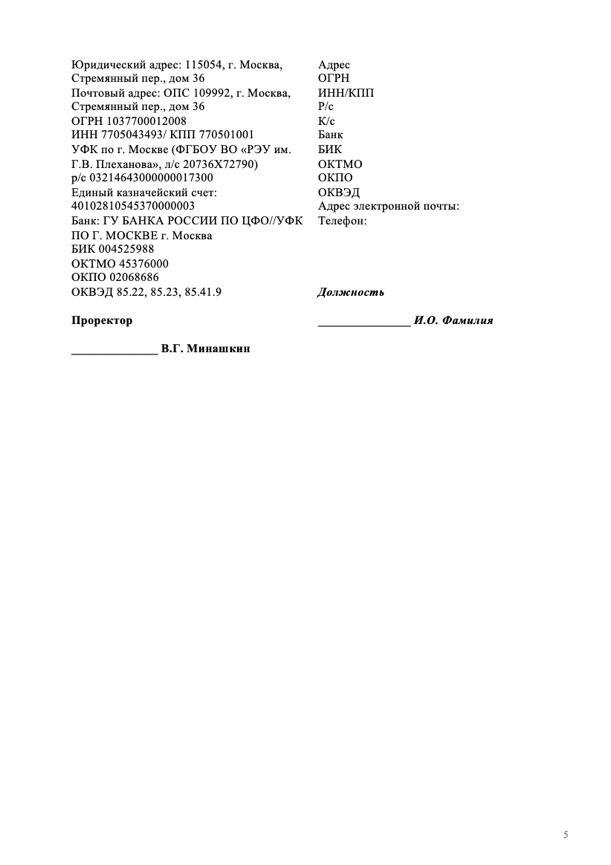 Юридический адрес: 115054, г. Москва,
Стремянный пер., дом 36
Почтовый адрес: ОПС 109992, г. Москва,
Стремянный пер., дом 36
ОГРН 1037700012008
ИНН 7705043493/ КПП 770501001
УФК по г. Москве (ФГБОУ ВО «РЭУ им.
Г.В. Плеханова», л/с 20736Х72790)
р/с 03214643000000017300
Единый казначейский счет:
40102810545370000003
Банк: ГУ БАНКА РОССИИ ПО ЦФО//УФК
ПО Г. МОСКВЕ г. Москва
БИК 004525988
ОКТМО 45376000
ОКПО 02068686
ОКВЭД 85.22, 85.23, 85.41.9
Проректор
_______________ В.Г. Минашкин
Адрес
ОГРН
ИНН/КПП
Р/с
К/с
Банк
БИК
ОКТМО
ОКПО
ОКВЭД
Адрес электронной почты:
Телефон:
Должность
________________ И.О. Фамилия
5